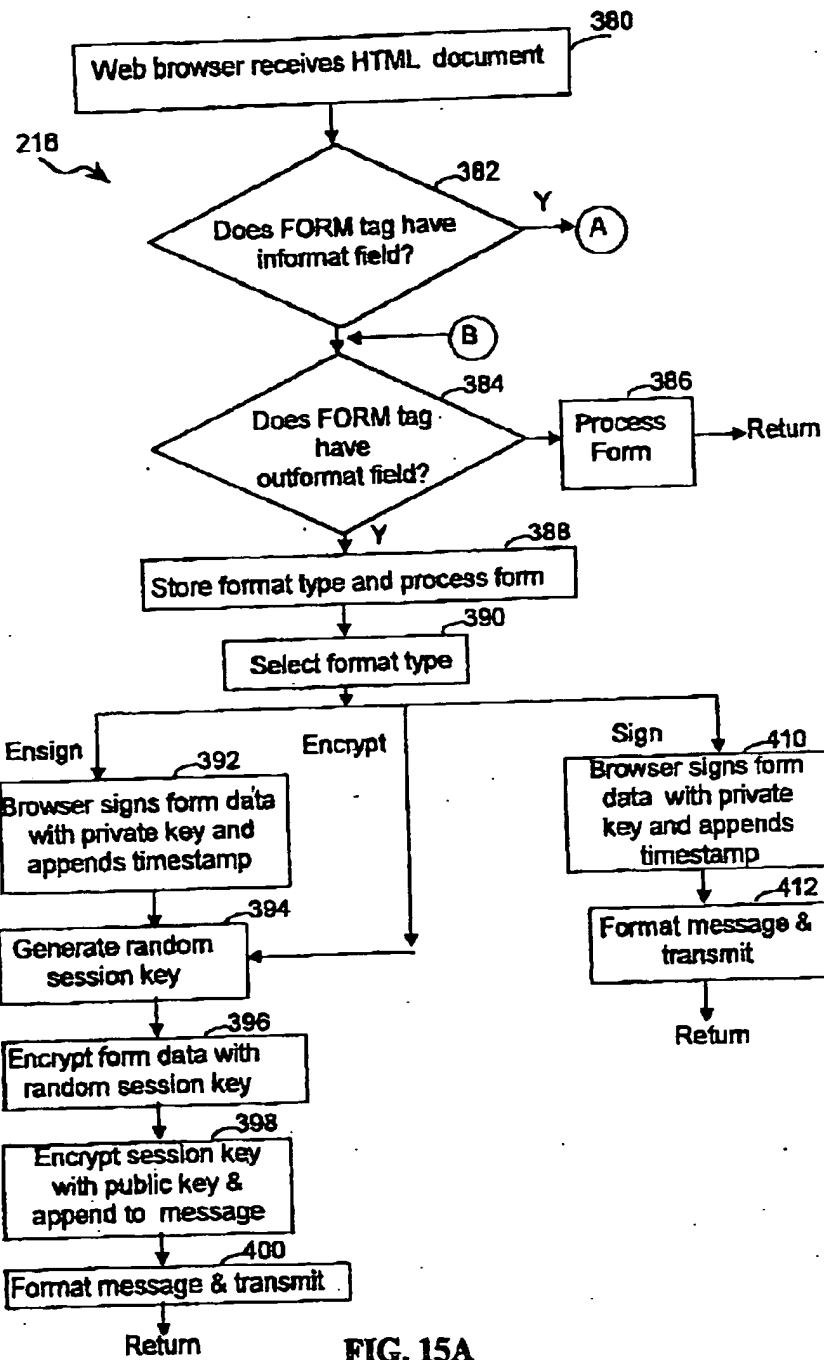 380
Web browser receives HTML document
218
382
Does FORM tag have
informat field?
Y
A
B
384
Does FORM tag
have
outformat field?
386
Process
Form
Return
Y
388
Store format type and process form
390
Select format type
Ensign
Encrypt
Sign
392
Browser signs form data
with private key and
appends timestamp
410
Browser signs form
data with private
key and appends
timestamp
394
Generate random
session key
412
Format message &
transmit
Return
396
Encrypt form data with
random session key
398
Encrypt session key
with public key &
append to message
400
Format message & transmit
Return
FIG. 15A